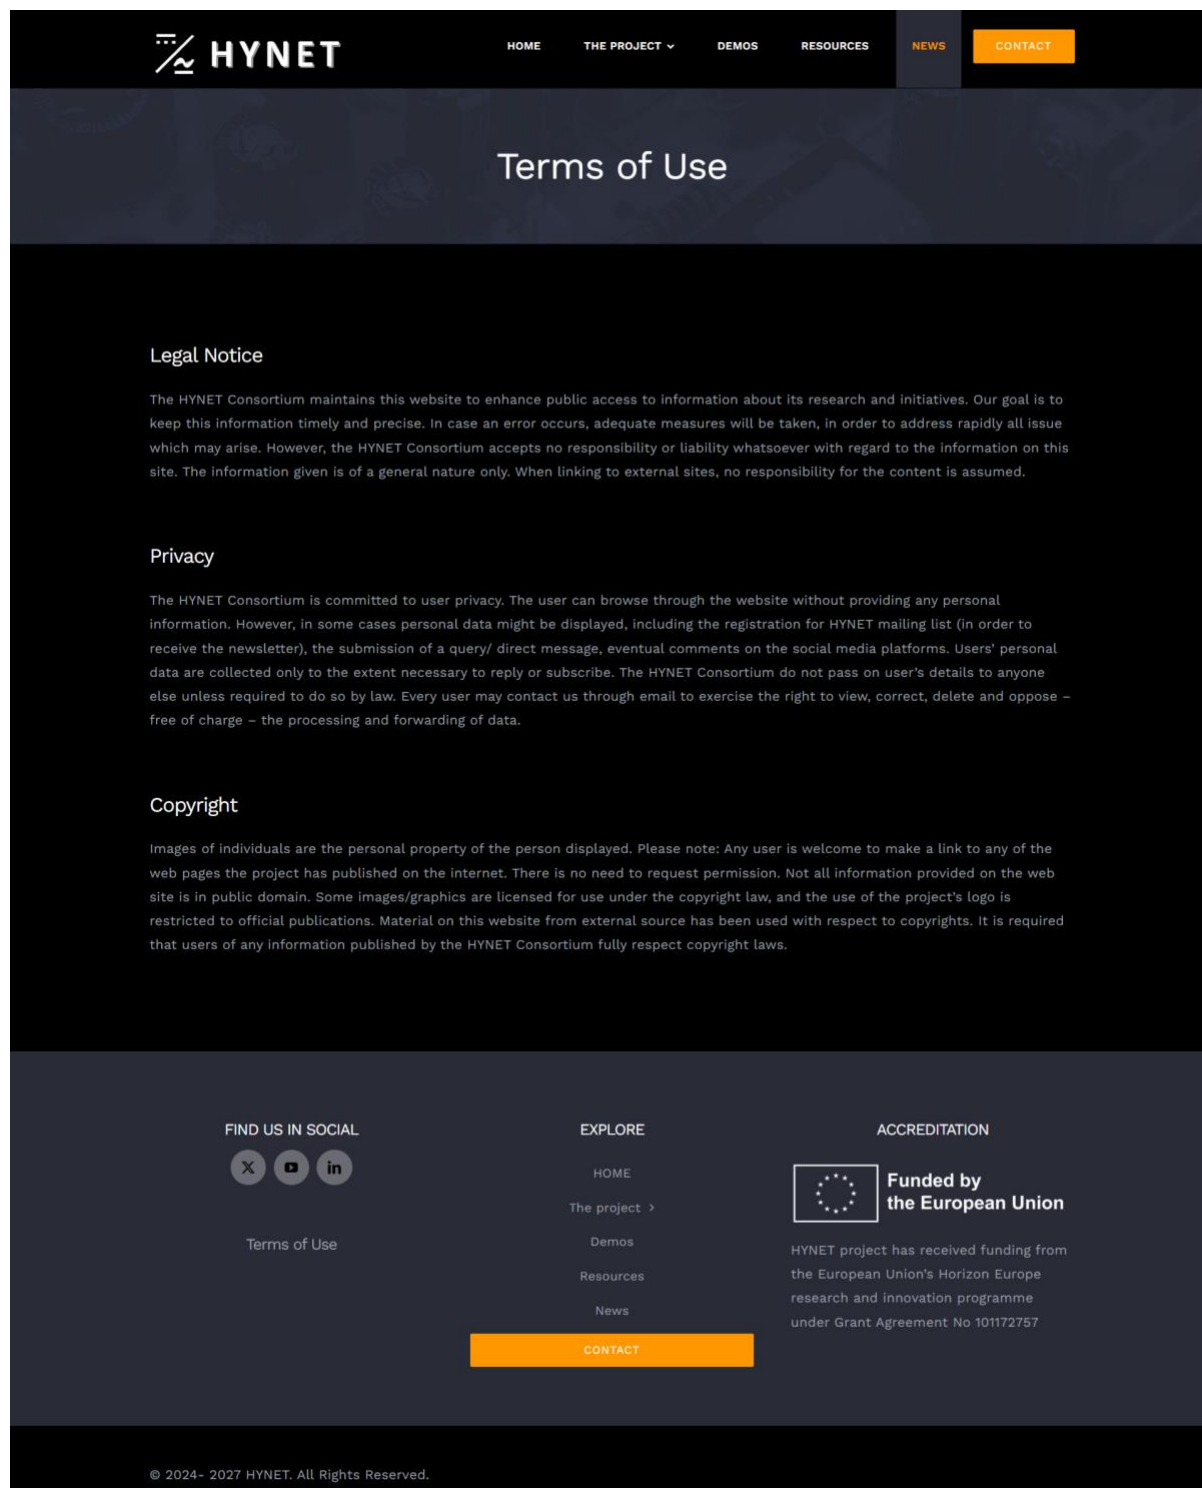 HYNET
HOME THE PROJECT DEMOS RESOURCES NEWS CONTACT
Terms of Use
Legal Notice
The HYNET Consortium maintains this website to enhance public access to information about its research and initiatives. Our goal is to
keep this information timely and precise. In case an error occurs, adequate measures will be taken, in order to address rapidly all issue
which may arise. However, the HYNET Consortium accepts no responsibility or liability whatsoever with regard to the information on this
site. The information given is of a general nature only. When linking to external sites, no responsibility for the content is assumed.
Privacy
The HYNET Consortium is committed to user privacy. The user can browse through the website without providing any personal
information. However, in some cases personal data might be displayed, including the registration for HYNET mailing list (in order to
receive the newsletter), the submission of a query/ direct message, eventual comments on the social media platforms. Users’ personal
data are collected only to the extent necessary to reply or subscribe. The HYNET Consortium do not pass on user’s details to anyone
else unless required to do so by law. Every user may contact us through email to exercise the right to view, correct, delete and oppose –
free of charge – the processing and forwarding of data.
Copyright
Images of individuals are the personal property of the person displayed. Please note: Any user is welcome to make a link to any of the
web pages the project has published on the internet. There is no need to request permission. Not all information provided on the web
site is in public domain. Some images/graphics are licensed for use under the copyright law, and the use of the project’s logo is
restricted to official publications. Material on this website from external source has been used with respect to copyrights. It is required
that users of any information published by the HYNET Consortium fully respect copyright laws.
FIND US IN SOCIAL
Terms of Use
EXPLORE
HOME
The project
Demos
Resources
News
CONTACT
ACCREDITATION
Funded by
the European Union
HYNET project has received funding from
the European Union’s Horizon Europe
research and innovation programme
under Grant Agreement No 101172757
© 2024- 2027 HYNET. All Rights Reserved.